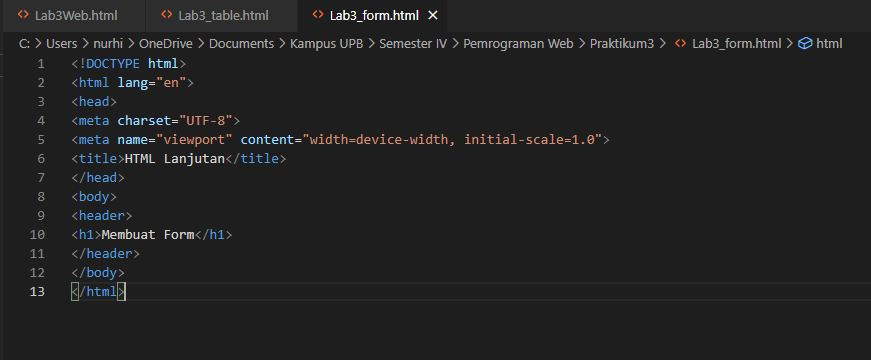 Lab3Web.html Lab3_table.html Lab3_form.html
C: > Users > nurhi > OneDrive > Documents > Kampus UPB > Semester IV > Pemrograman Web > Praktikum3 > Lab3_form.html > html
1 <!DOCTYPE html>
2 <html lang="en">
3 <head>
4 <meta charset="UTF-8">
5 <meta name="viewport" content="width=device-width, initial-scale=1.0">
6 <title>HTML Lanjutan</title>
7 </head>
8 <body>
9 <header>
10 <h1>Membuat Form</h1>
11 </header>
12 </body>
13 </html>